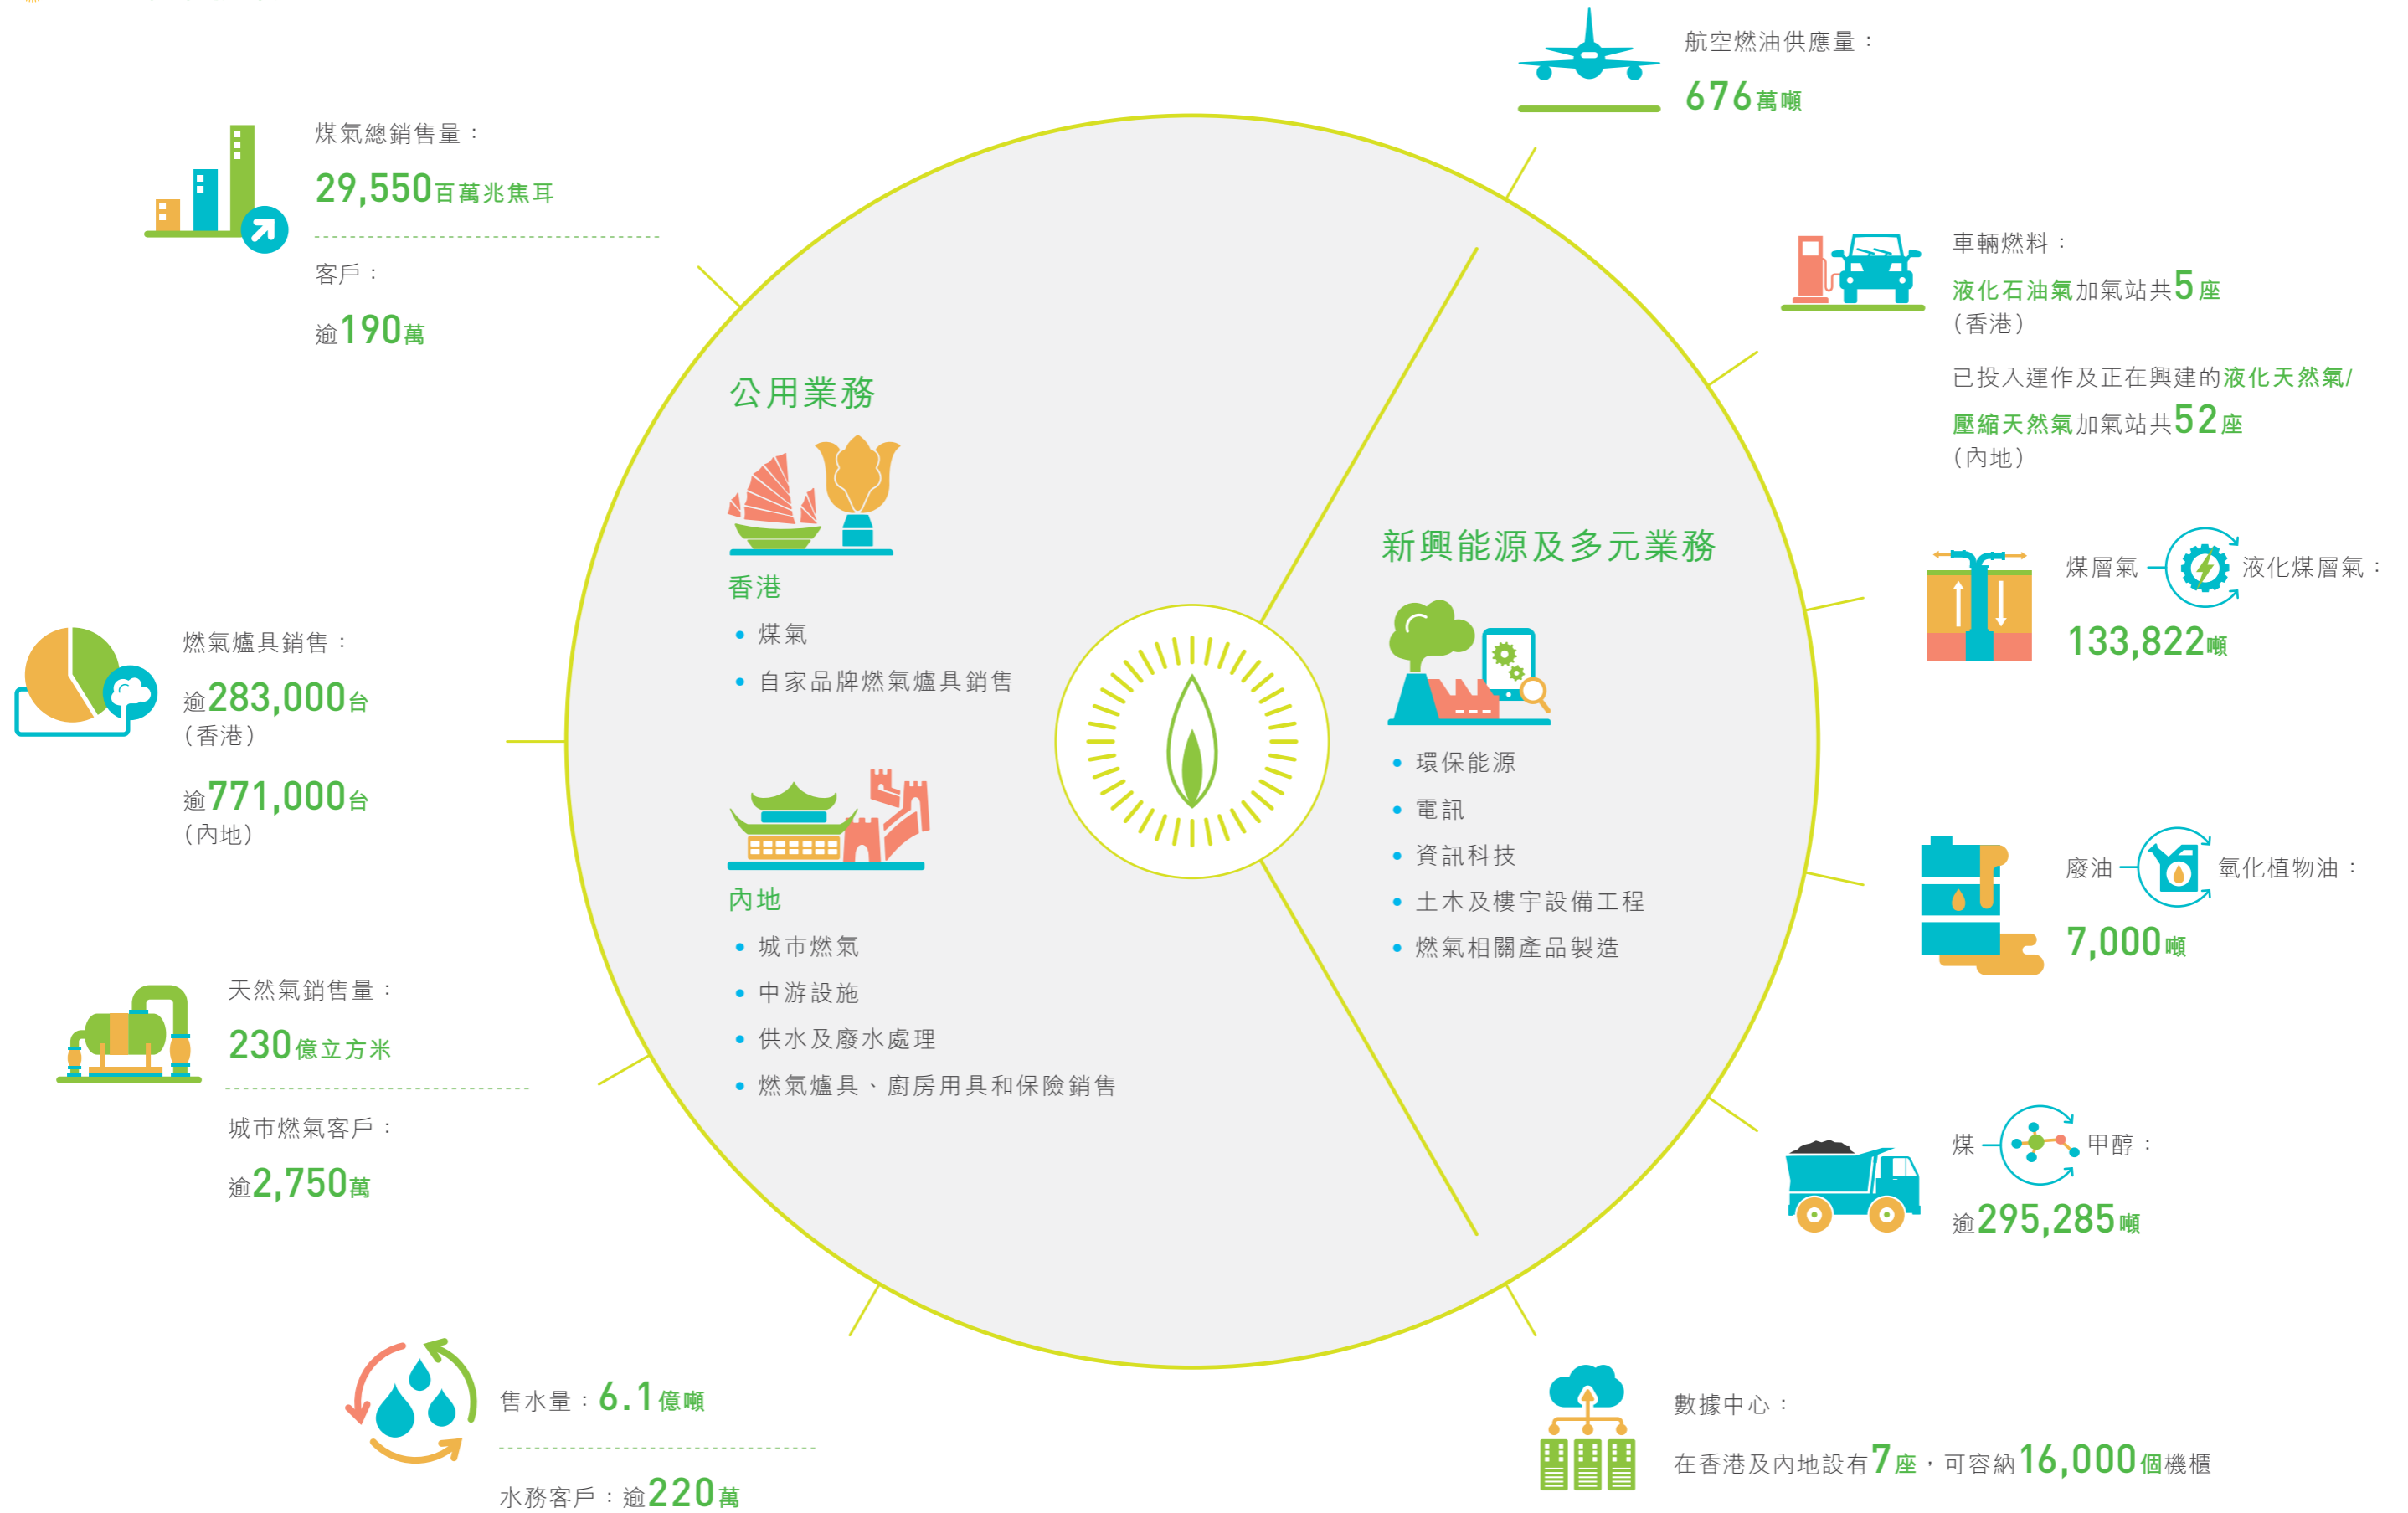 煤氣總銷售量：
29,550百萬兆焦耳
客戶：
逾190萬
燃氣爐具銷售：
逾283,000台
（香港）
逾771,000台
（內地）
天然氣銷售量：
230億立方米
城市燃氣客戶：
逾2,750萬
售水量：6.1億噸
水務客戶：逾220萬
公用業務
香港
• 煤氣
• 自家品牌燃氣爐具銷售
內地
• 城市燃氣
• 中游設施
• 供水及廢水處理
• 燃氣爐具、廚房用具和保險銷售
新興能源及多元業務
• 環保能源
• 電訊
• 資訊科技
• 土木及樓宇設備工程
• 燃氣相關產品製造
航空燃油供應量：
676萬噸
車輛燃料：
液化石油氣加氣站共5座
（香港）
已投入運作及正在興建的液化天然氣/
壓縮天然氣加氣站共52座
（內地）
煤層氣 液化煤層氣：
133,822噸
廢油 氫化植物油：
7,000噸
煤 甲醇：
逾295,285噸
數據中心：
在香港及內地設有7座，可容納16,000個機櫃